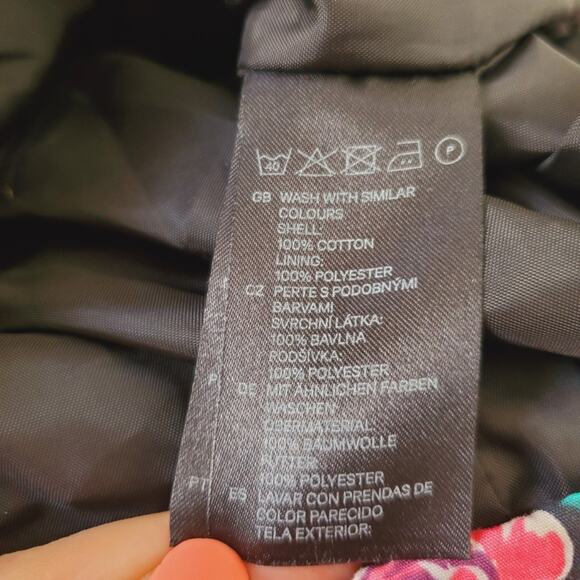 40
P
GB WASH WITH SIMILAR
COLOURS
SHELL:
100% COTTON
LINING:
100% POLYESTER
CZ PERTE S PODOBNÝMI
BARVAMI
SVRCHNÍ LÁTKA:
100% BAVLNA
PODŠÍVKA:
100% POLYESTER
DE MIT ÄHNLICHEN FARBEN
WASCHEN
OBERMATERIAL:
100% BAUMWOLLE
FUTTER:
100% POLYESTER
PT
ES LAVAR CON PRENDAS DE
COLOR PARECIDO
TELA EXTERIOR: